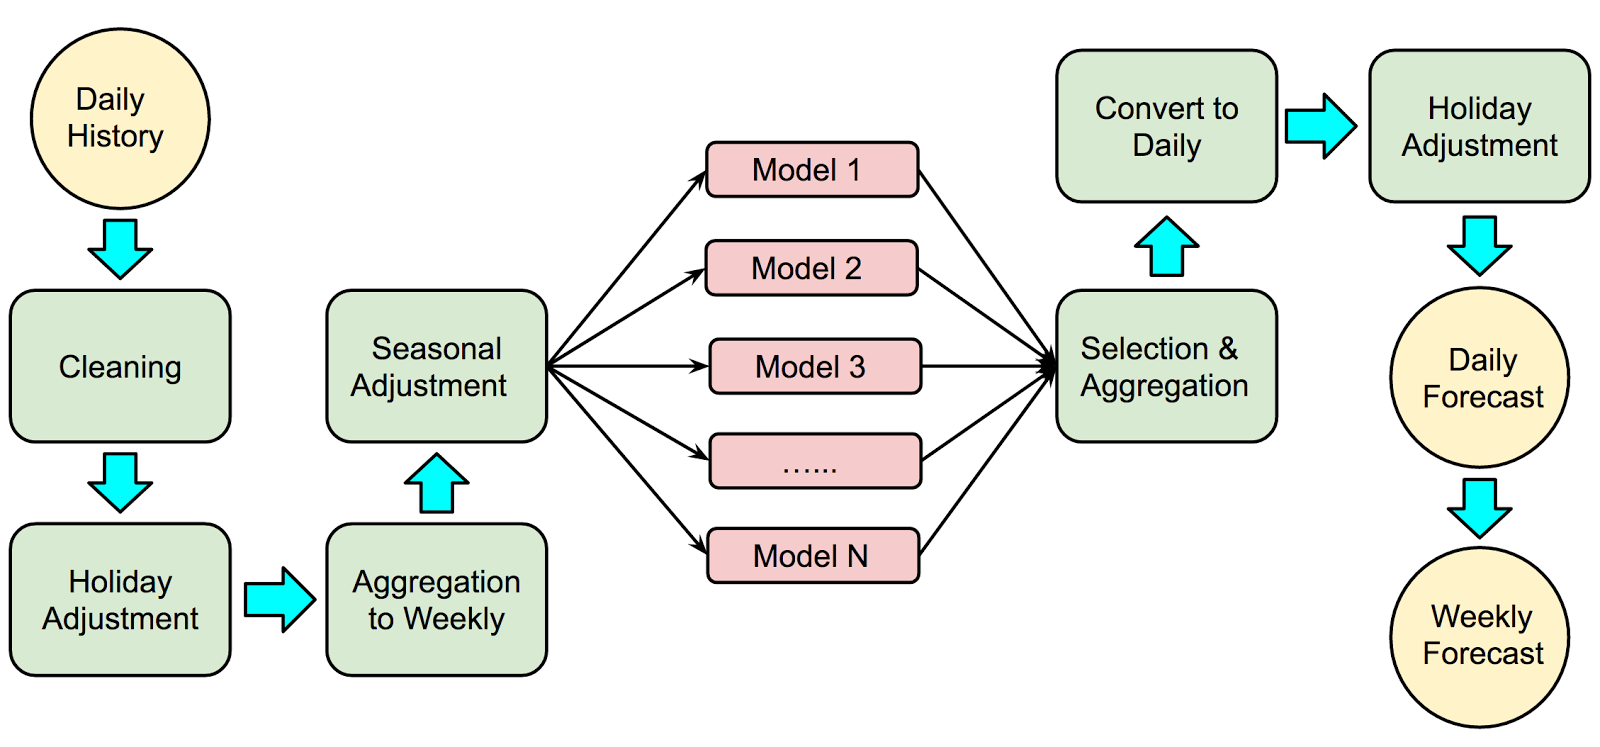 Daily
History
Cleaning
Holiday
Adjustment
Aggregation
to Weekly
Seasonal
Adjustment
Model 1
Model 2
Model 3
…...
Model N
Selection &
Aggregation
Convert to
Daily
Holiday
Adjustment
Daily
Forecast
Weekly
Forecast